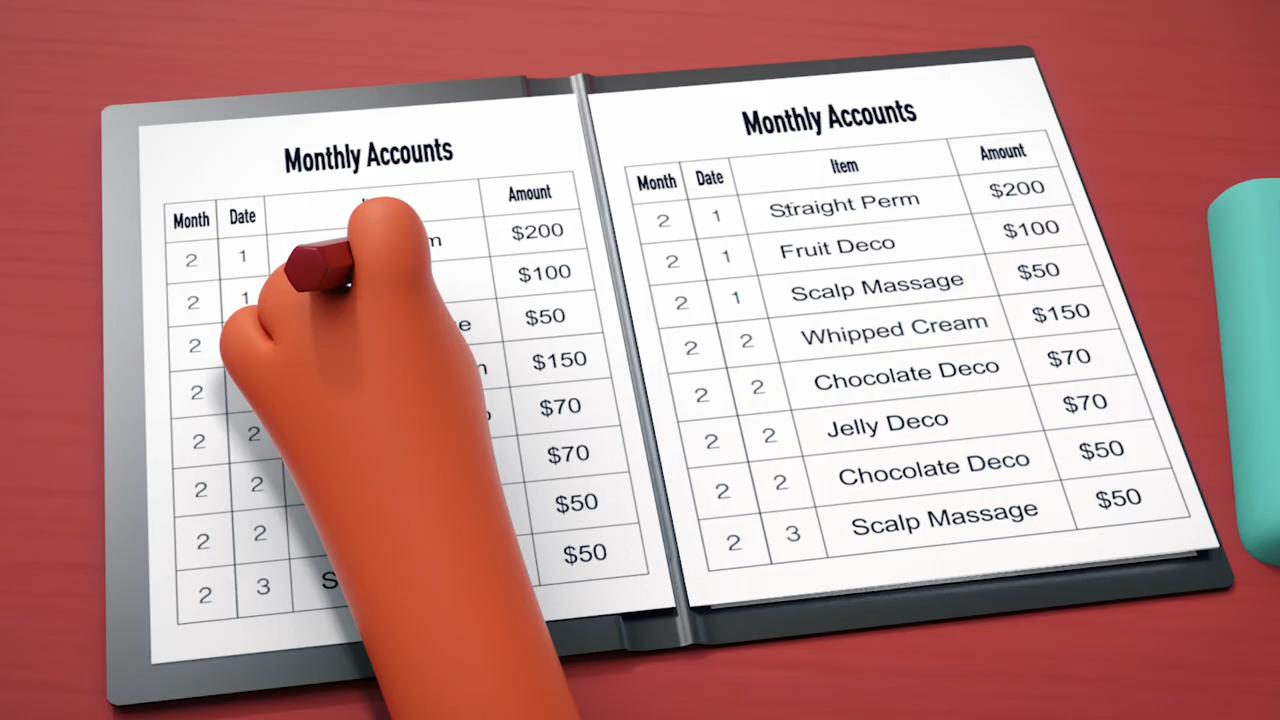 Monthly Accounts
Month Date Amount
2 1 $200
2 1 $100
2 $50
2 $150
2 2 $70
2 2 $70
2 2 $50
2 3 $50
Monthly Accounts
Month Date Item Amount
2 1 Straight Perm $200
2 1 Fruit Deco $100
2 1 Scalp Massage $50
2 2 Whipped Cream $150
2 2 Chocolate Deco $70
2 2 Jelly Deco $70
2 2 Chocolate Deco $50
2 3 Scalp Massage $50